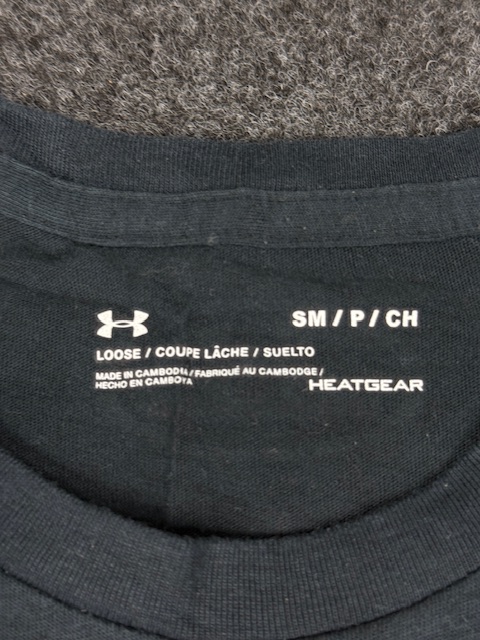 SM / P / CH
LOOSE / COUPE LÂCHE / SUELTO
MADE IN CAMBODIA / FABRIQUÉ AU CAMBODGE /
HECHO EN CAMBOYA
HEATGEAR